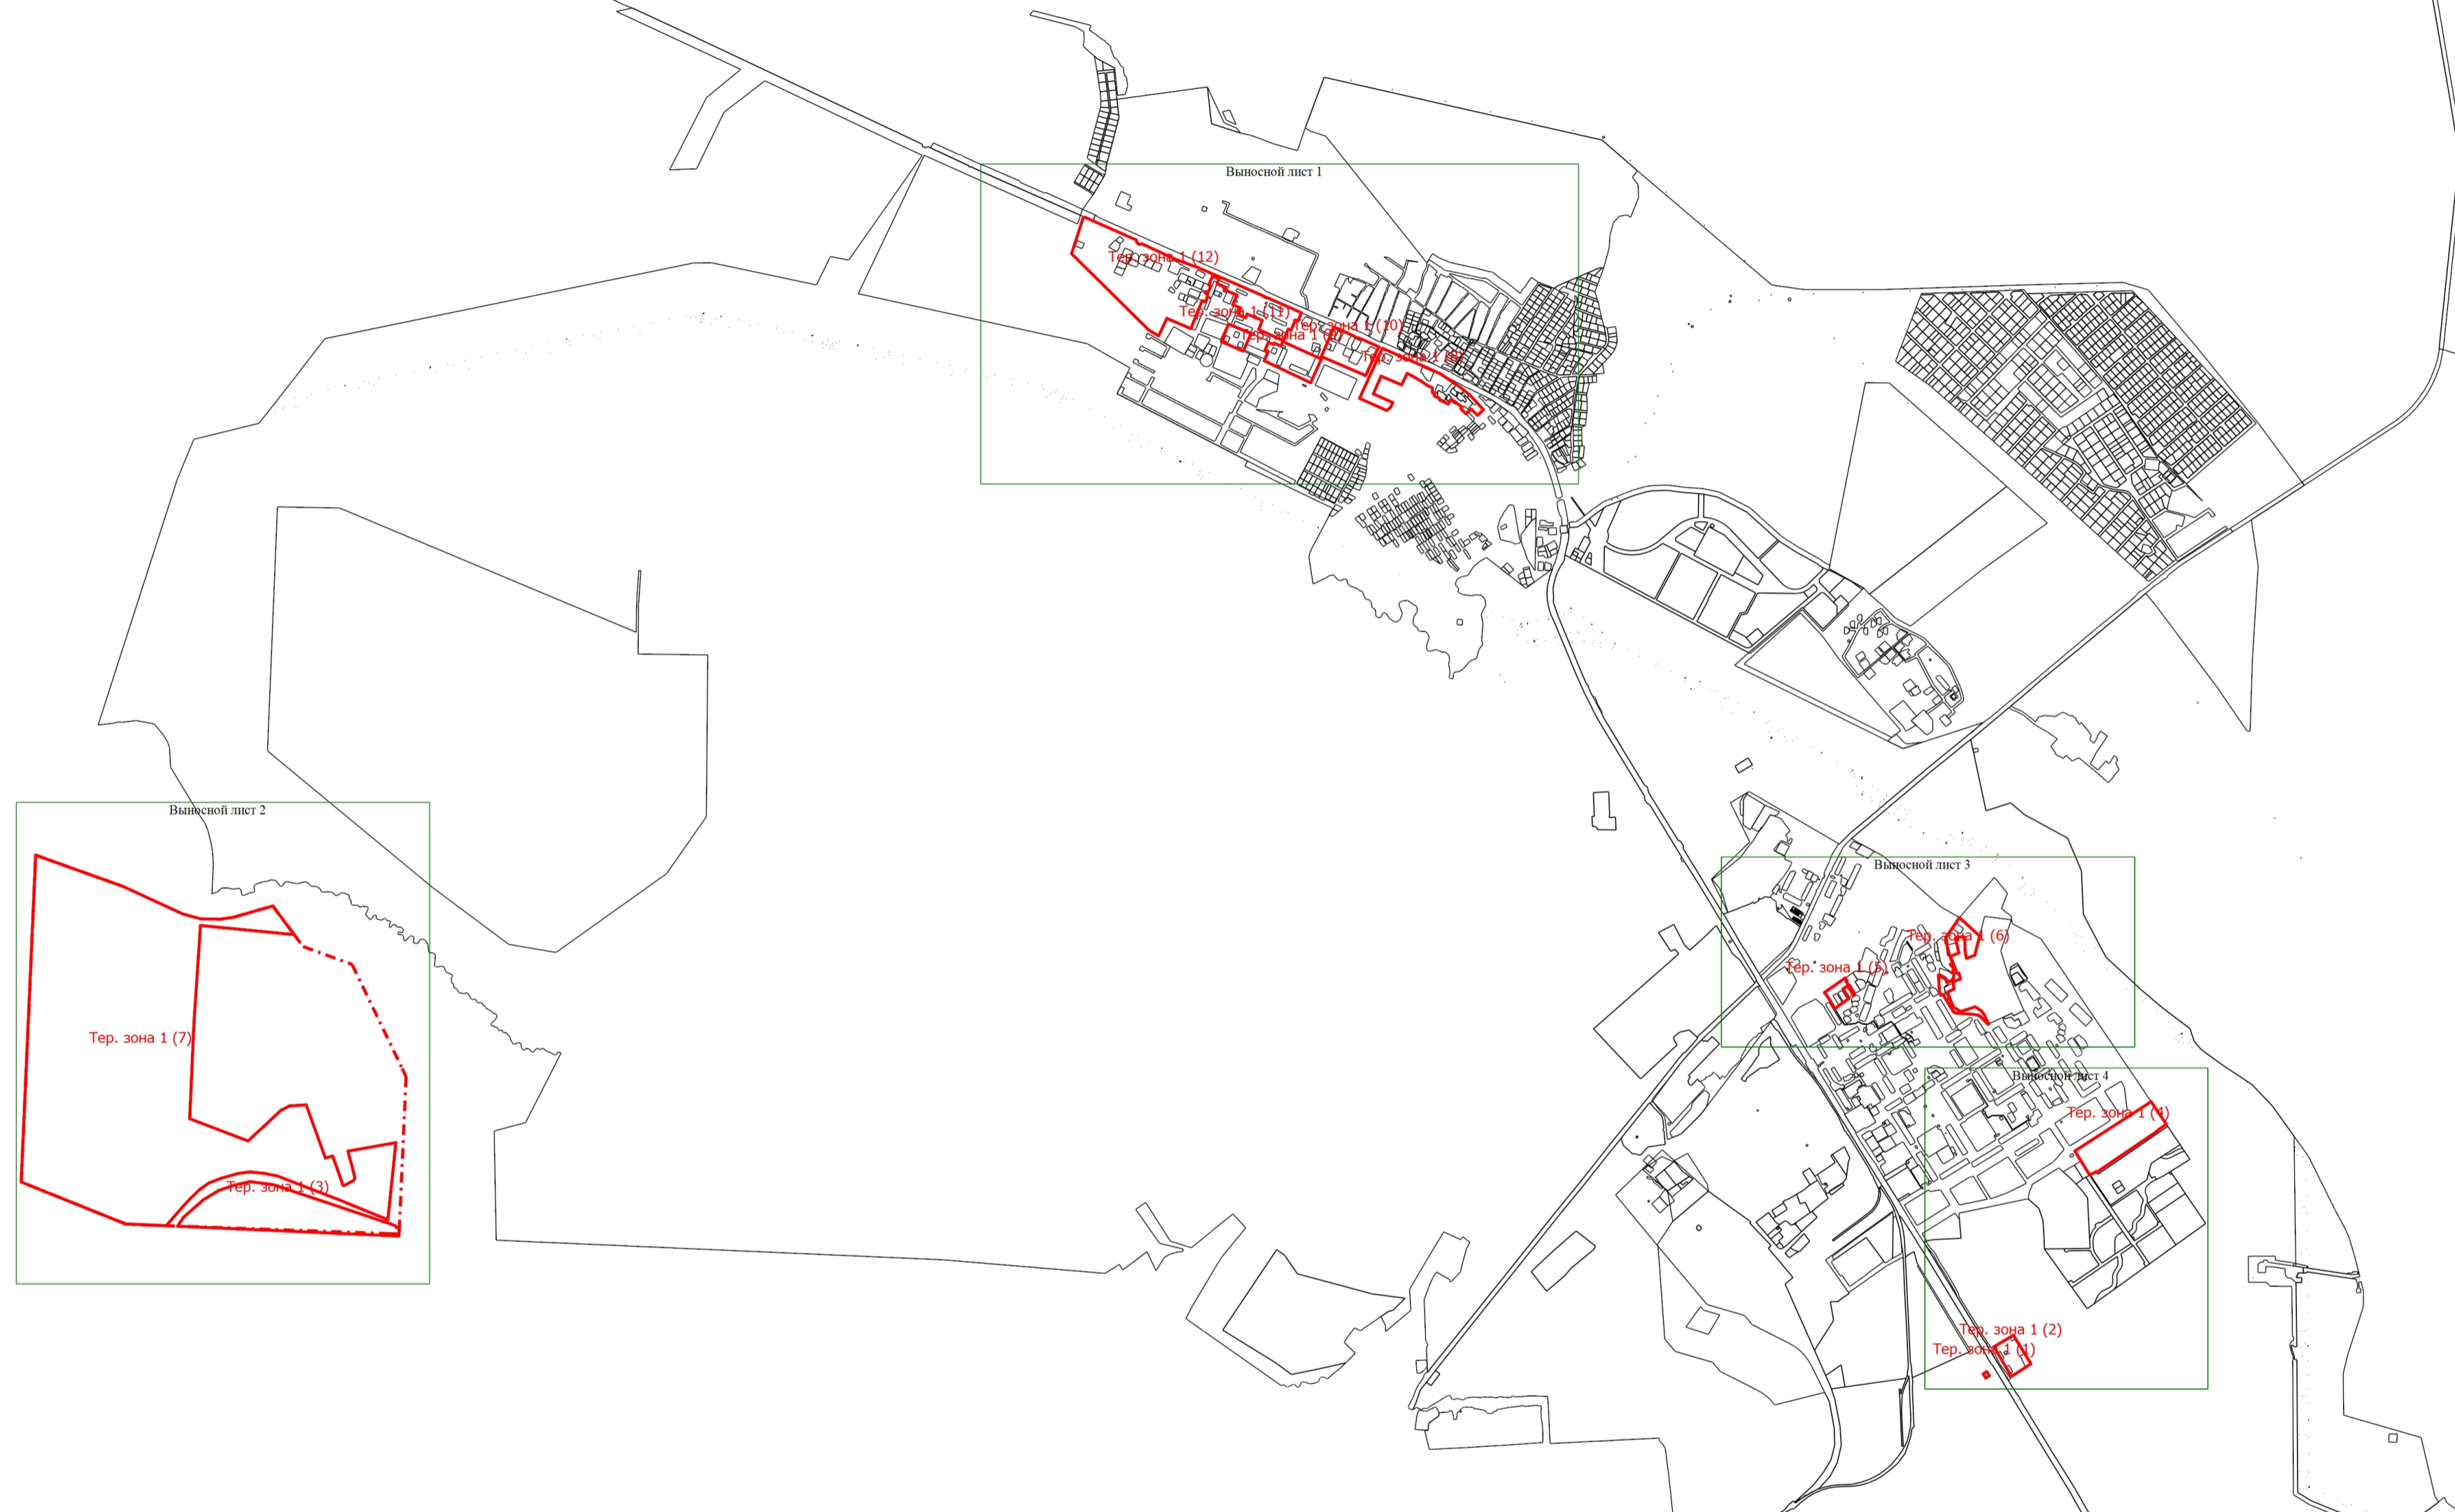 Выносной лист 1
Тер. зона 1 (12)
Тер. зона 1 (11)
Тер. зона 1 (10)
Тер. зона 1
Тер. зона 1 (8)
Выносной лист 2
Тер. зона 1 (7)
Тер. зона 1 (3)
Выносной лист 3
Тер. зона 1 (6)
Тер. зона 1 (5)
Выносной лист 4
Тер. зона 1 (4)
Тер. зона 1 (2)
Тер. зона 1 (1)